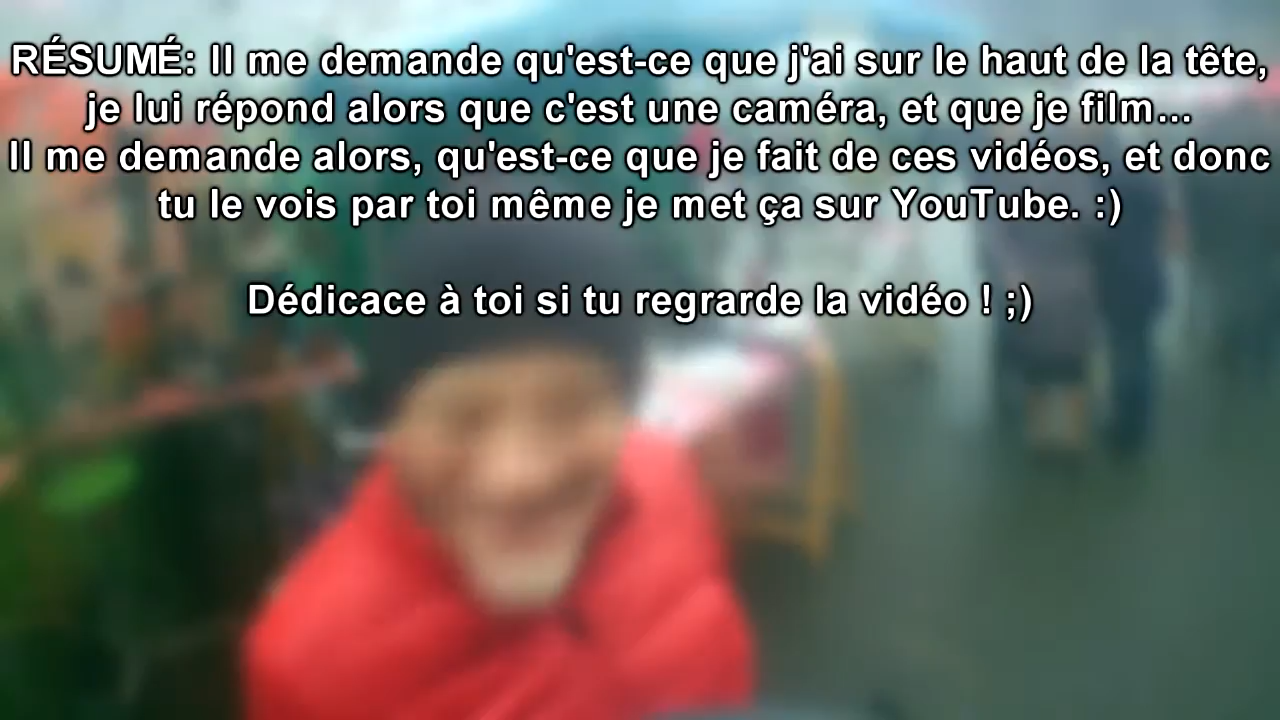 RÉSUMÉ: Il me demande qu'est-ce que j'ai sur le haut de la tête,
je lui répond alors que c'est une caméra, et que je film...
Il me demande alors, qu'est-ce que je fait de ces vidéos, et donc
tu le vois par toi même je met ça sur YouTube. :)
Dédicace à toi si tu regrarde la vidéo ! ;)